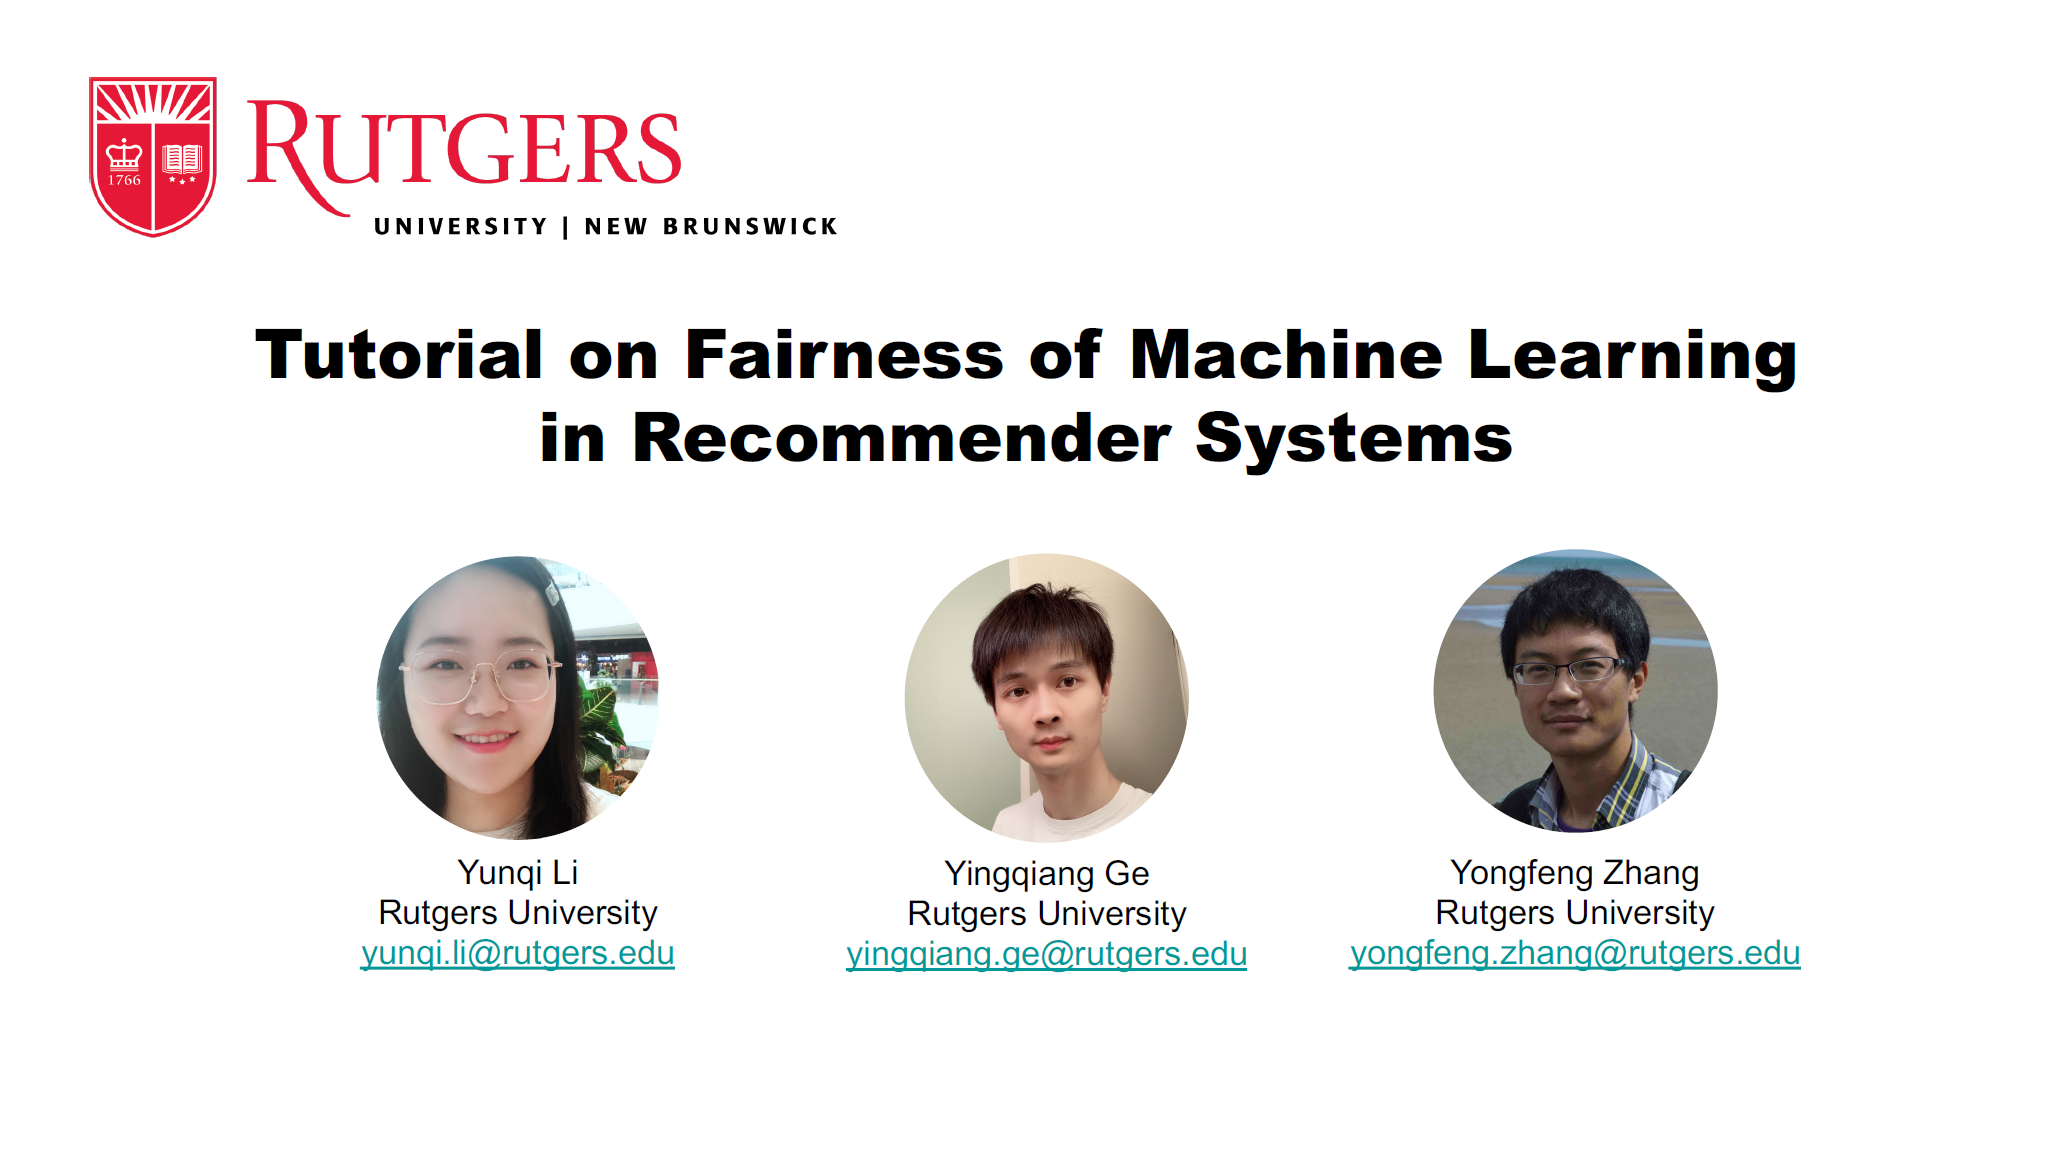 1766
RUTGERS
UNIVERSITY | NEW BRUNSWICK
Tutorial on Fairness of Machine Learning
in Recommender Systems
Yunqi Li
Rutgers University
yunqi.li@rutgers.edu
Yingqiang Ge
Rutgers University
yingqiang.ge@rutgers.edu
Yongfeng Zhang
Rutgers University
yongfeng.zhang@rutgers.edu